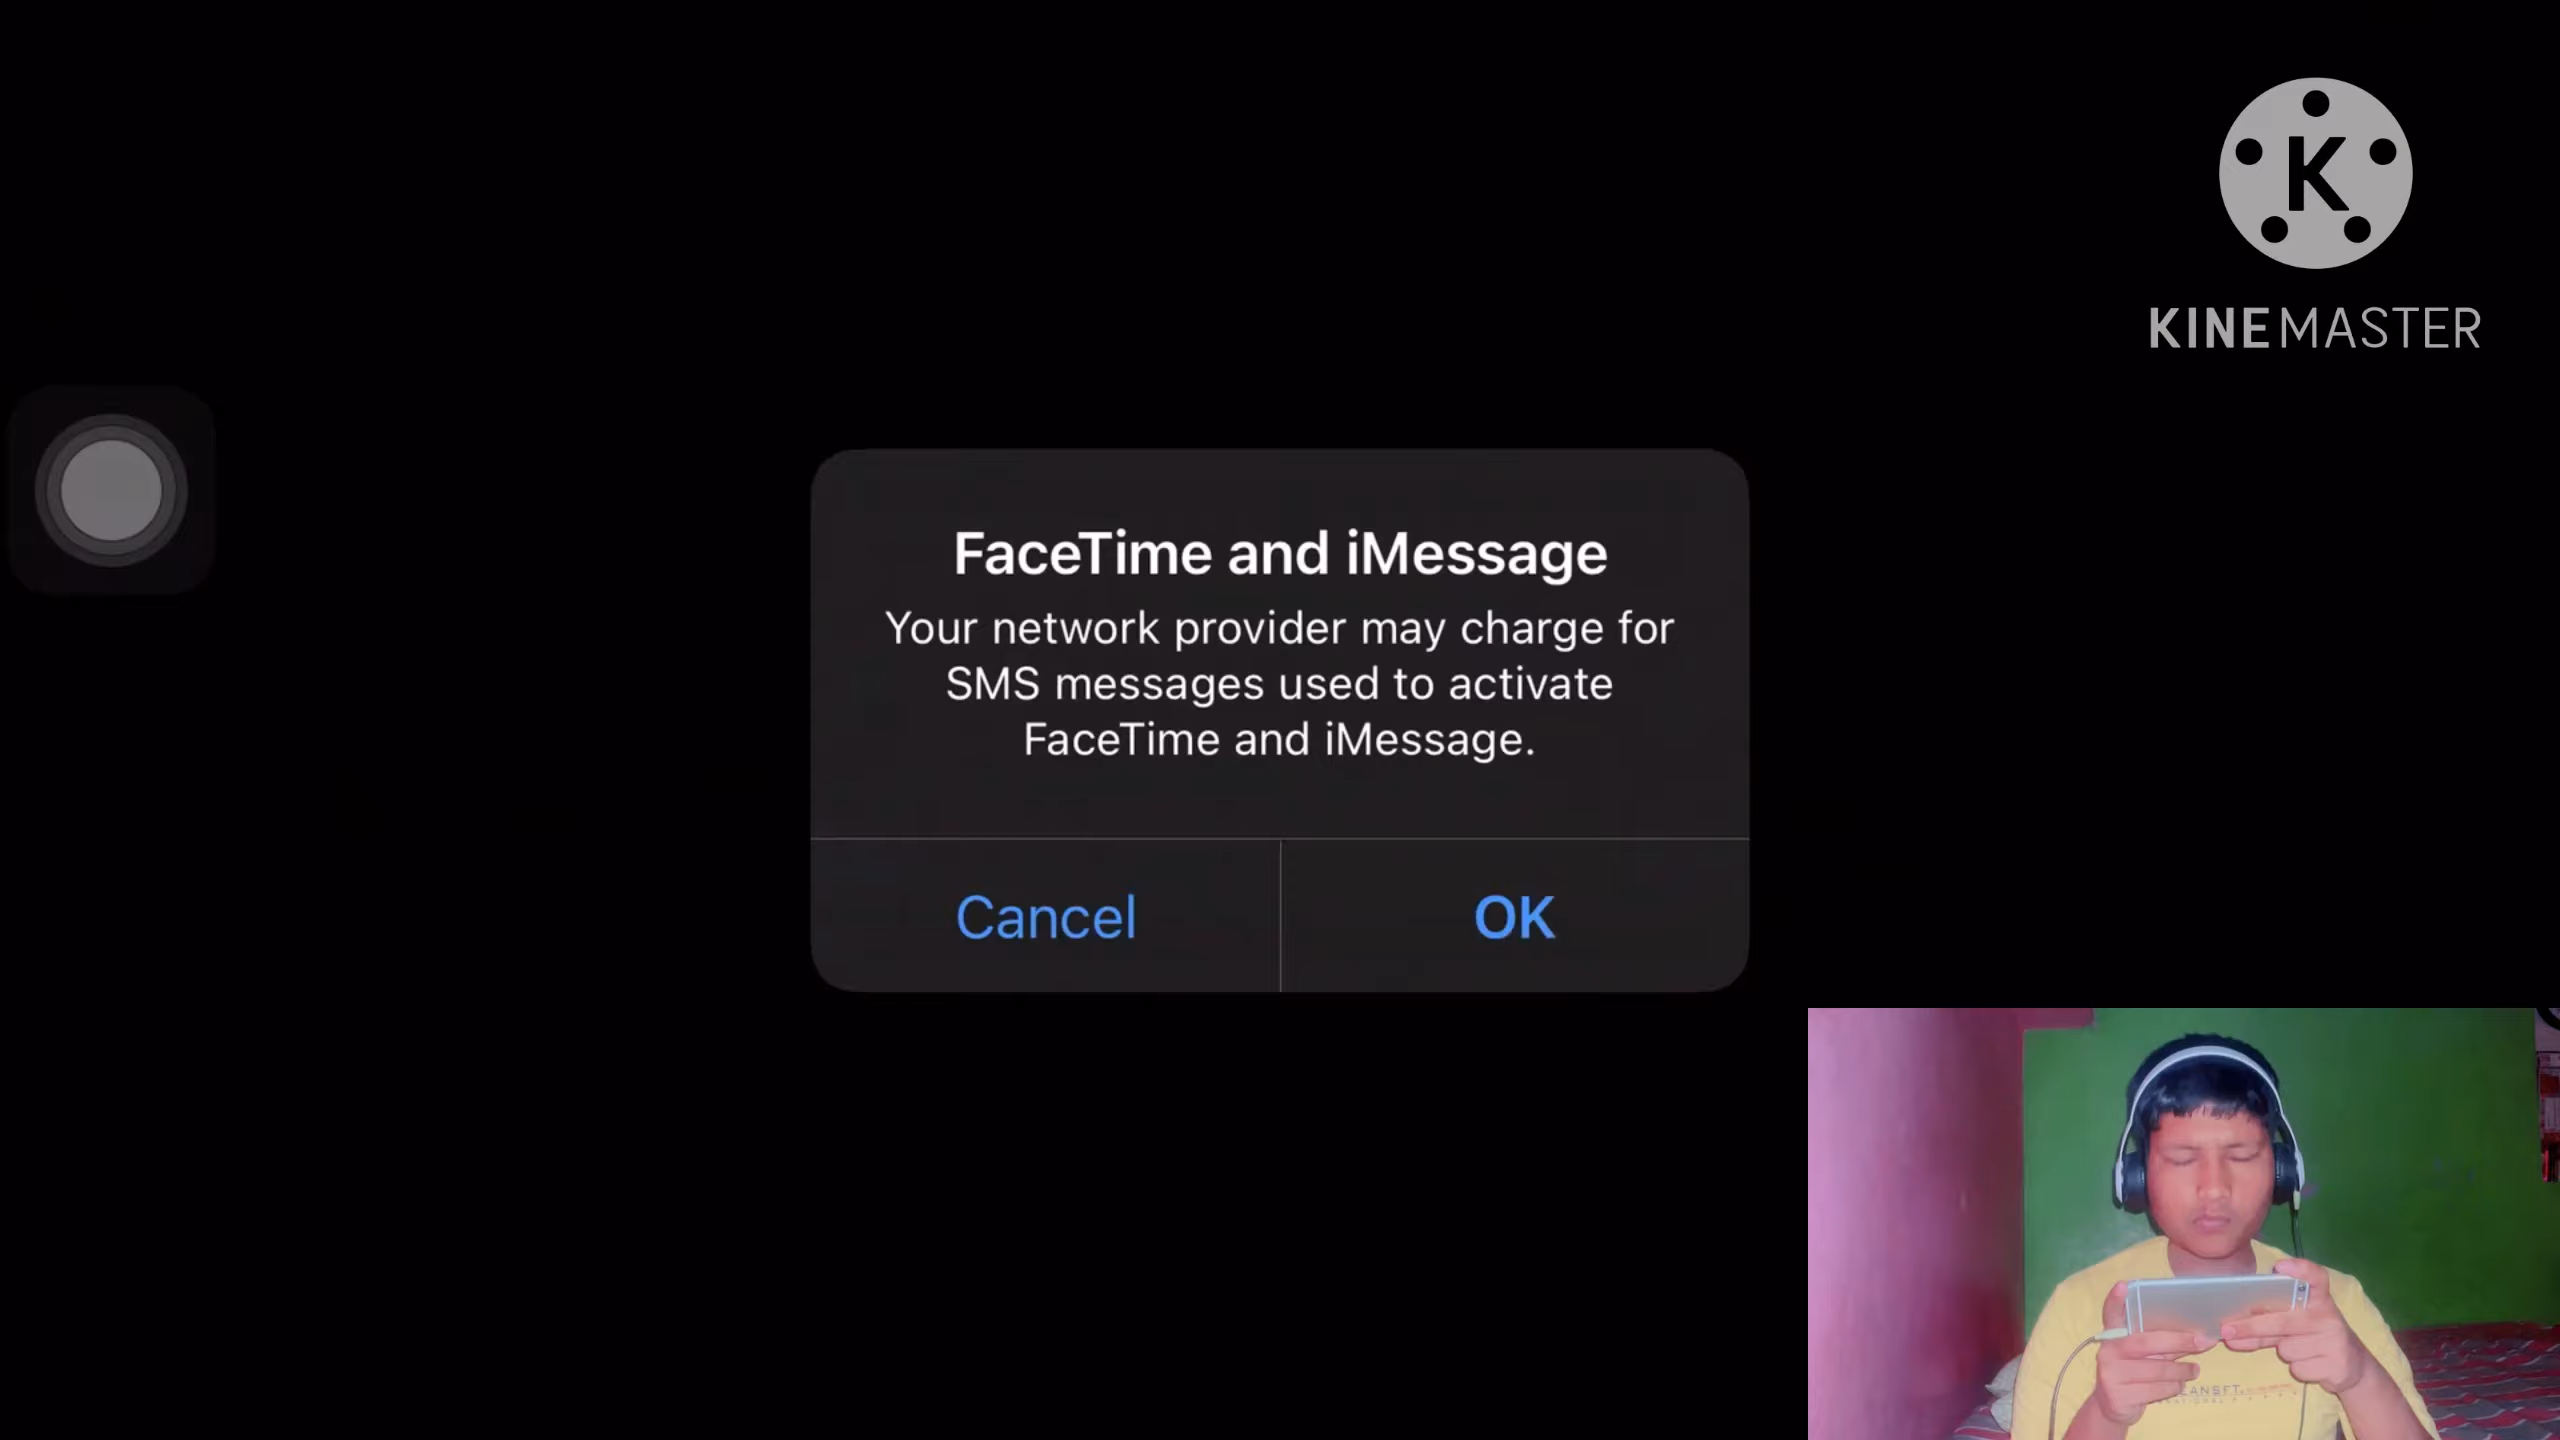 K
KINEMASTER
FaceTime and iMessage
Your network provider may charge for
SMS messages used to activate
FaceTime and iMessage.
Cancel
OK